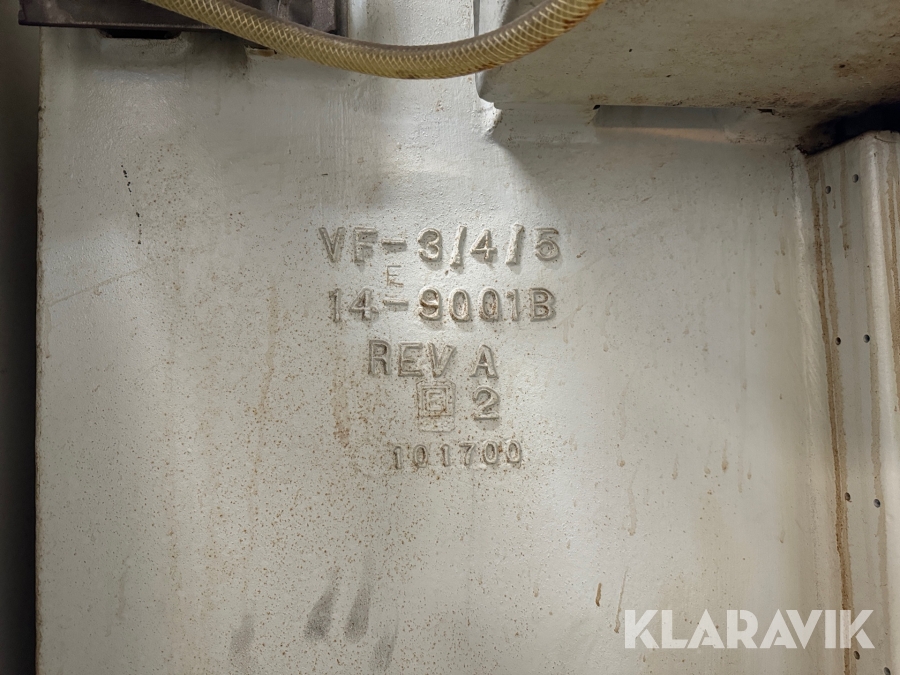 VF-3/4/5
E
14-9001B
REV A
E 2
101700
KLARAVIK